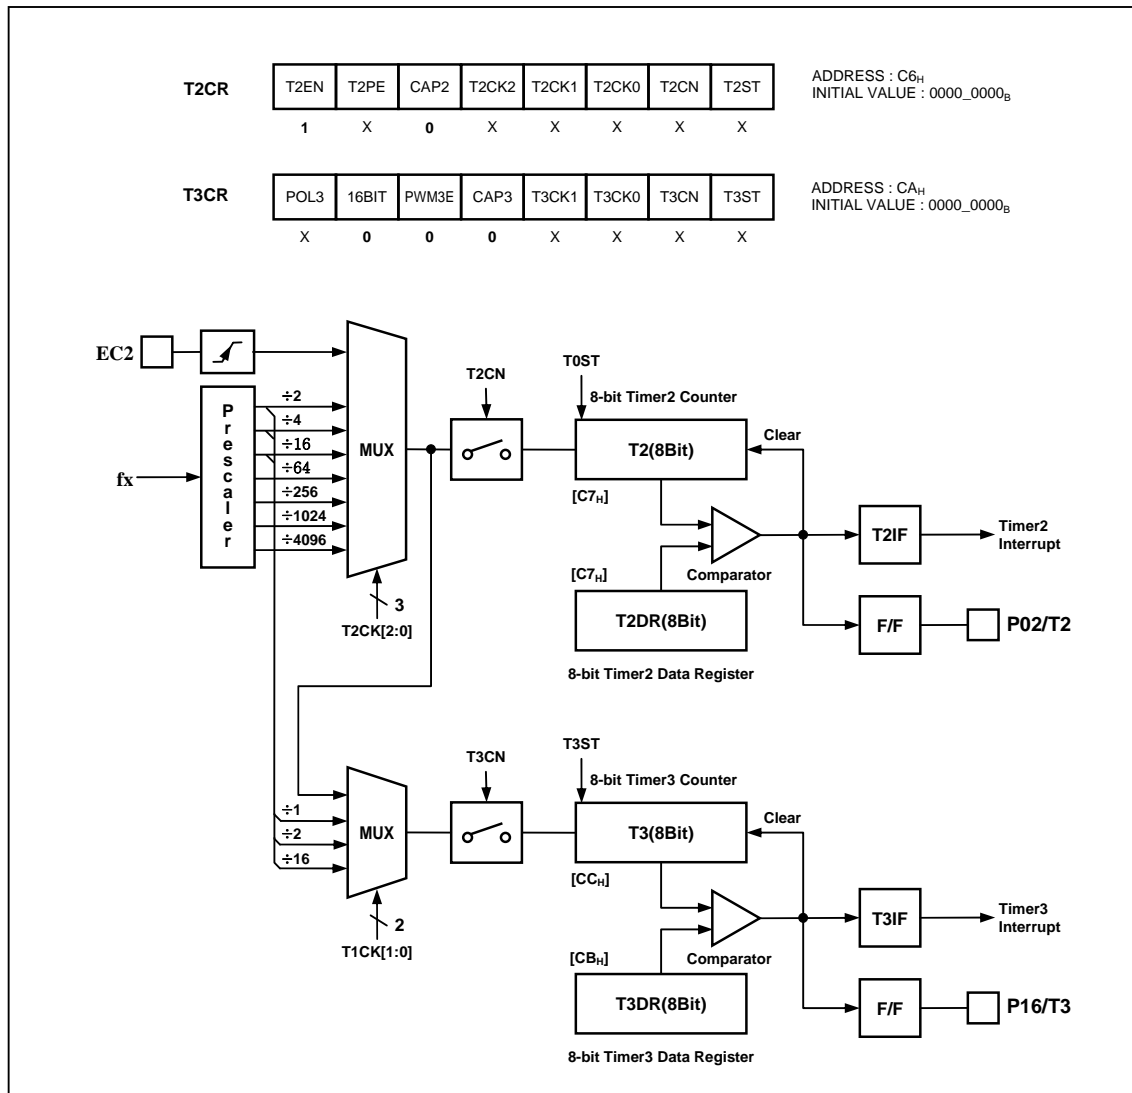 T2CR T2EN T2PE CAP2 T2CK2 T2CK1 T2CK0 T2CN T2ST ADDRESS : C6H
INITIAL VALUE : 0000_0000B
1 X 0 X X X X X
T3CR POL3 16BIT PWM3E CAP3 T3CK1 T3CK0 T3CN T3ST ADDRESS : CAH
INITIAL VALUE : 0000_0000B
X 0 0 0 X X X X
EC2
fx
Prescaler
÷2
÷4
÷16
÷64
÷256
÷1024
÷4096
MUX
3
T2CK[2:0]
T2CN
T0ST
8-bit Timer2 Counter
T2(8Bit)
Clear
[C7H]
Comparator
[C7H]
T2DR(8Bit)
8-bit Timer2 Data Register
T2IF
Timer2
Interrupt
F/F
P02/T2
÷1
÷2
÷16
MUX
2
T1CK[1:0]
T3CN
T3ST
8-bit Timer3 Counter
T3(8Bit)
Clear
[CCH]
Comparator
[CBH]
T3DR(8Bit)
8-bit Timer3 Data Register
T3IF
Timer3
Interrupt
F/F
P16/T3